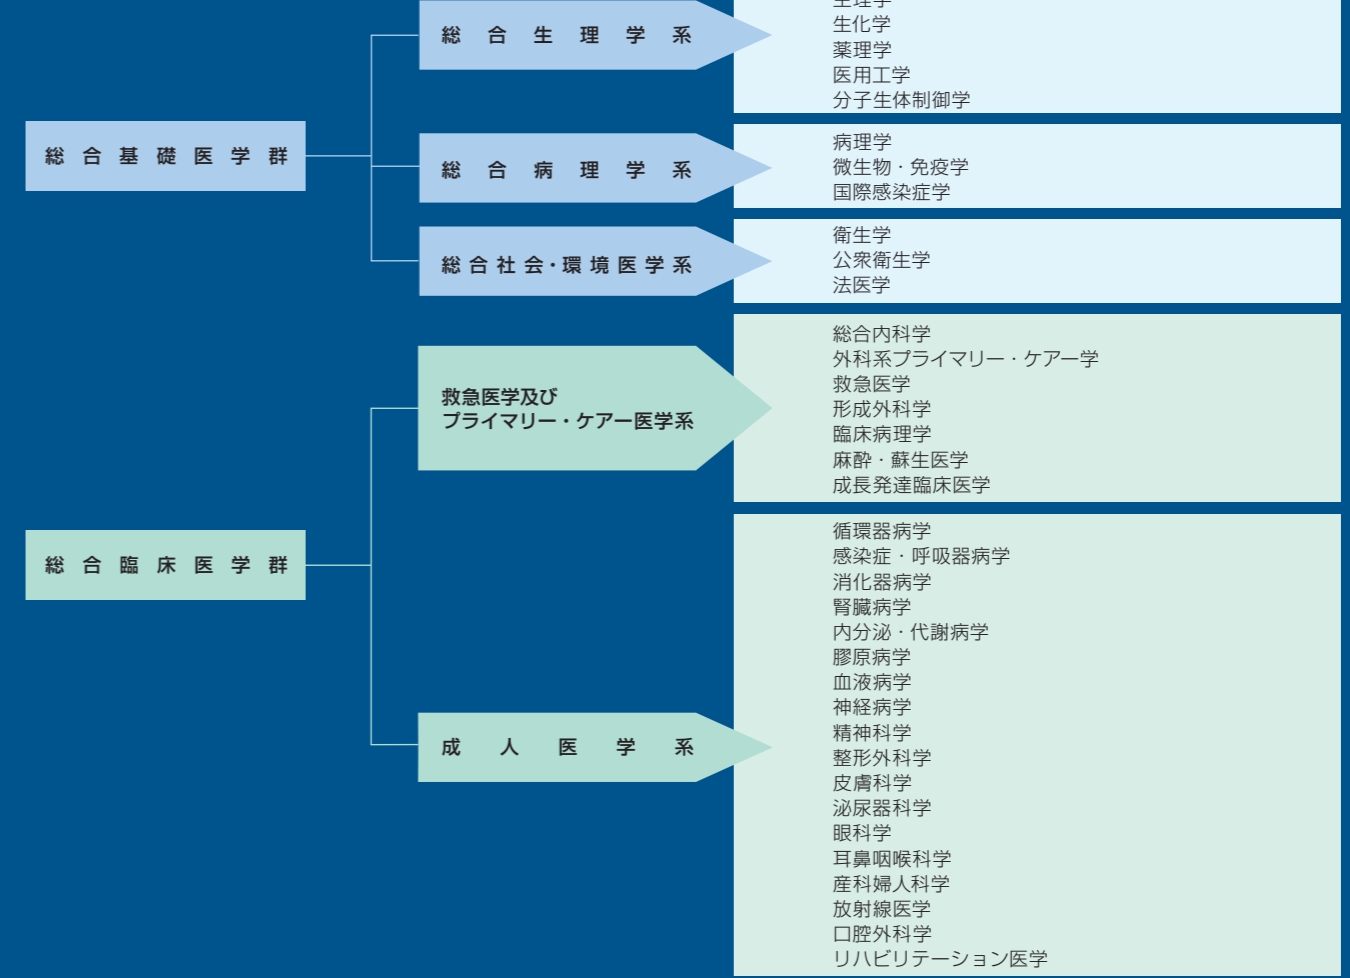 総合基礎医学群
総合生理学系
生理学
生化学
薬理学
医用工学
分子生体制御学
総合病理学系
病理学
微生物・免疫学
国際感染症学
総合社会・環境医学系
衛生学
公衆衛生学
法医学
総合臨床医学群
救急医学及び
プライマリー・ケアー医学系
総合内科学
外科系プライマリー・ケアー学
救急医学
形成外科学
臨床病理学
麻酔・蘇生医学
成長発達臨床医学
成人医学系
循環器病学
感染症・呼吸器病学
消化器病学
腎臓病学
内分泌・代謝病学
膠原病学
血液病学
神経病学
精神科学
整形外科学
皮膚科学
泌尿器科学
眼科学
耳鼻咽喉科学
産科婦人科学
放射線医学
口腔外科学
リハビリテーション医学